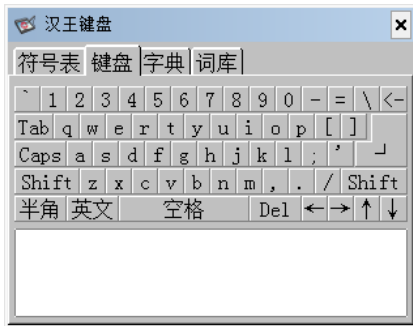 汉王键盘
符号表 键盘 字典 词库
` 1 2 3 4 5 6 7 8 9 0 - = \ <-
Tab q w e r t y u i o p [ ]
Caps a s d f g h j k l ; ' ┘
Shift z x c v b n m , . / Shift
半角 英文 空格 Del ← → ↑ ↓